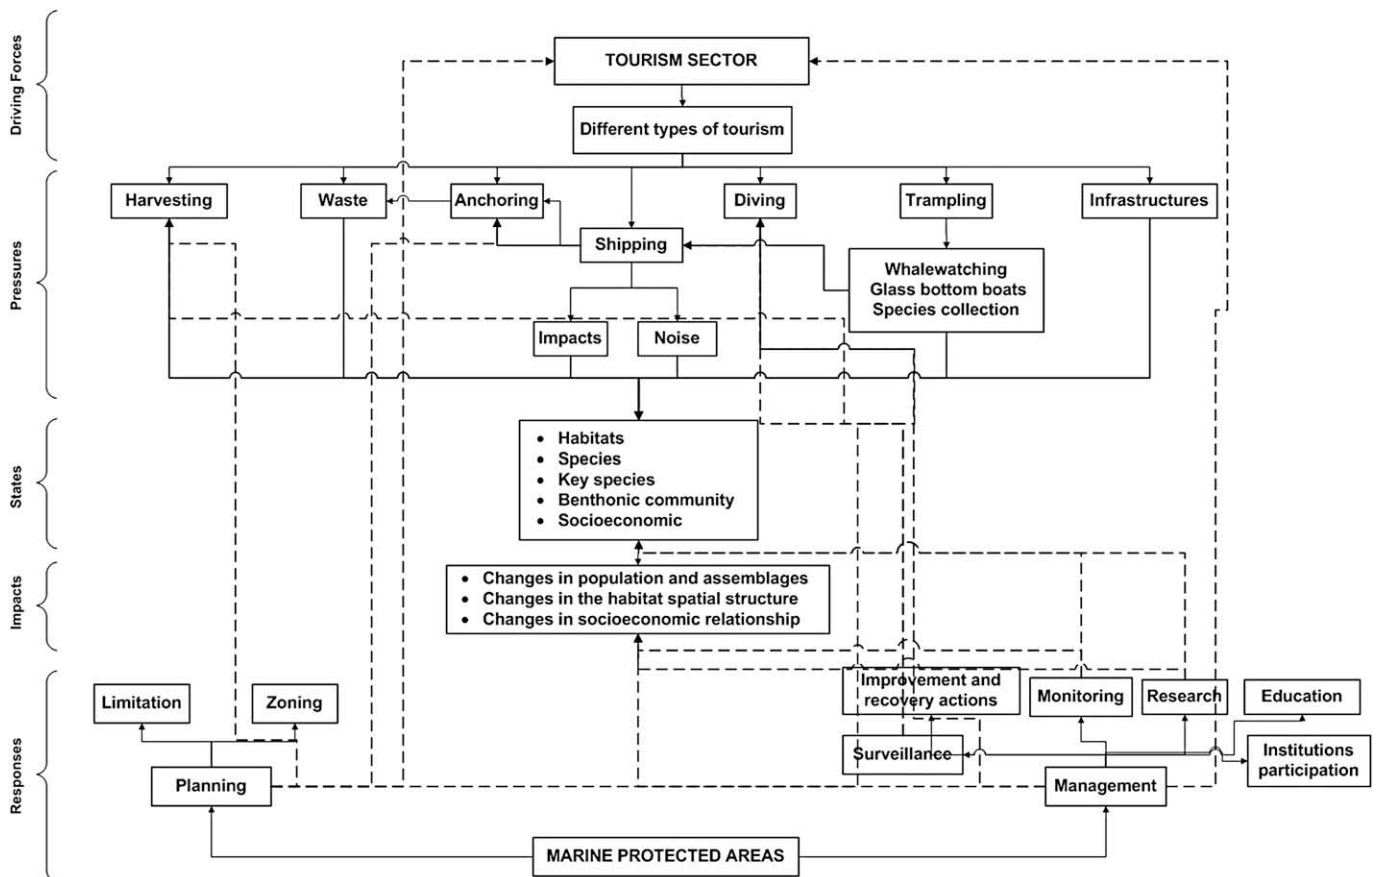 Driving Forces
TOURISM SECTOR
Different types of tourism
Pressures
Harvesting
Waste
Anchoring
Diving
Trampling
Infrastructures
Shipping
Whalewatching
Glass bottom boats
Species collection
Impacts
Noise
States
• Habitats
• Species
• Key species
• Benthonic community
• Socioeconomic
Impacts
• Changes in population and assemblages
• Changes in the habitat spatial structure
• Changes in socioeconomic relationship
Responses
Limitation
Zoning
Improvement and
recovery actions
Monitoring
Research
Education
Surveillance
Institutions
participation
Planning
Management
MARINE PROTECTED AREAS